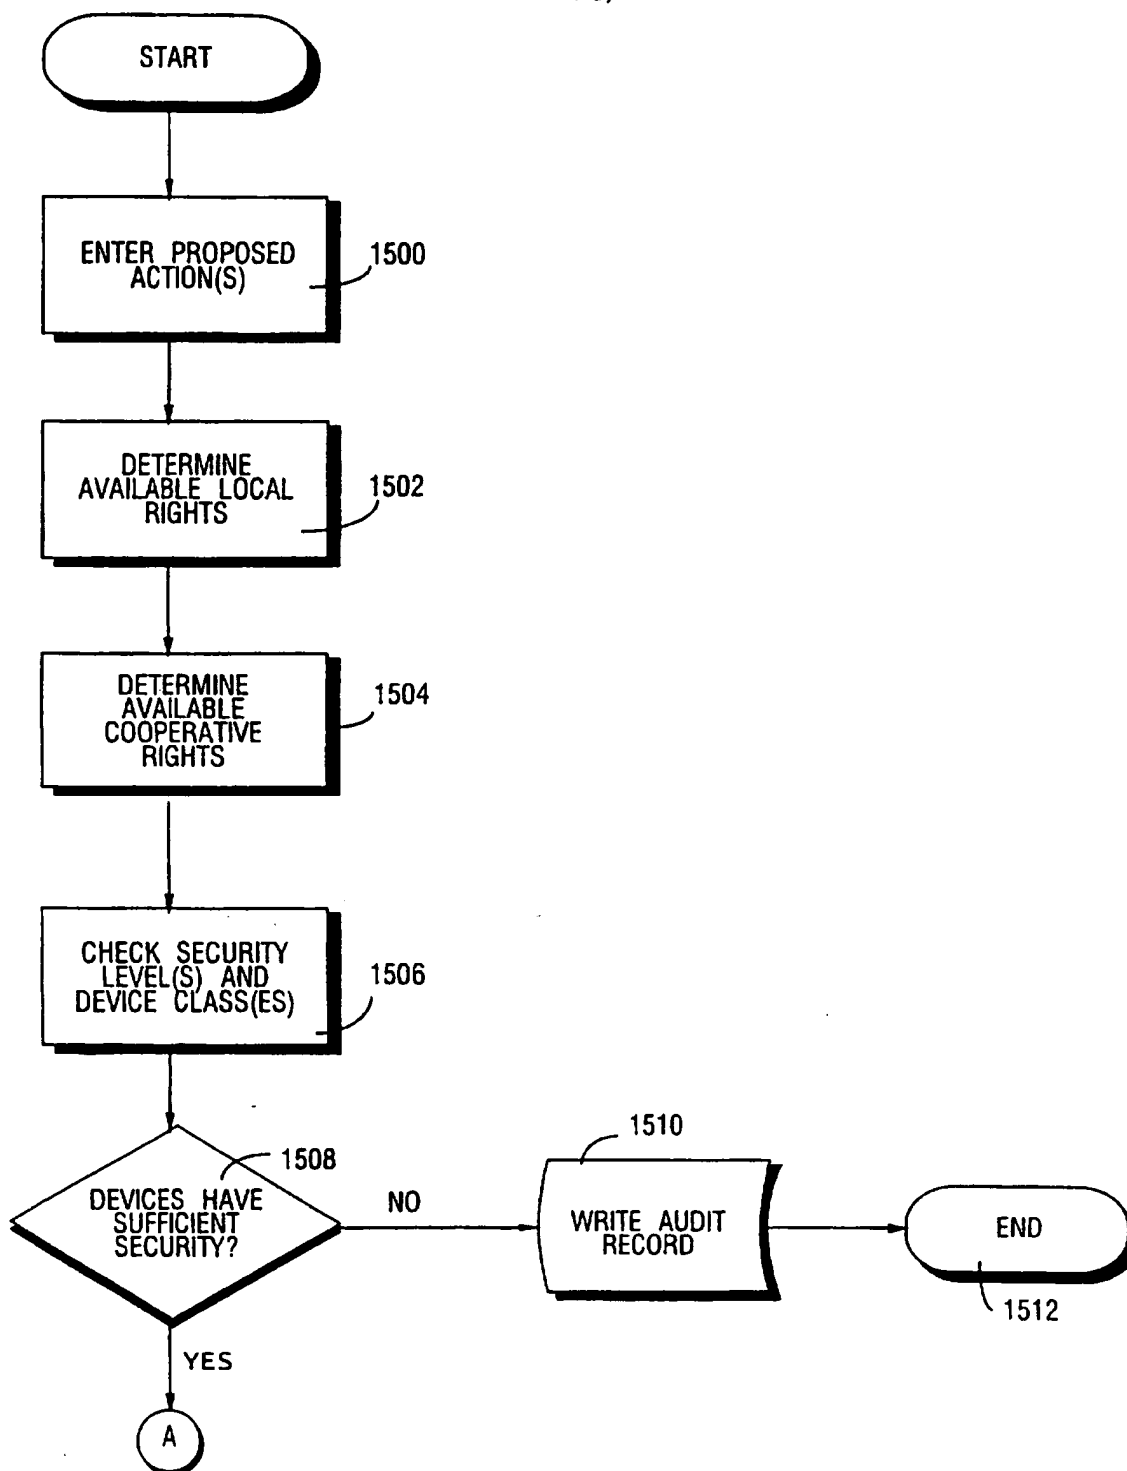 START
ENTER PROPOSED
ACTION(S)
1500
DETERMINE
AVAILABLE LOCAL
RIGHTS
1502
DETERMINE
AVAILABLE
COOPERATIVE
RIGHTS
1504
CHECK SECURITY
LEVEL(S) AND
DEVICE CLASS(ES)
1506
1508
DEVICES HAVE
SUFFICIENT
SECURITY?
NO
1510
WRITE AUDIT
RECORD
END
1512
YES
A